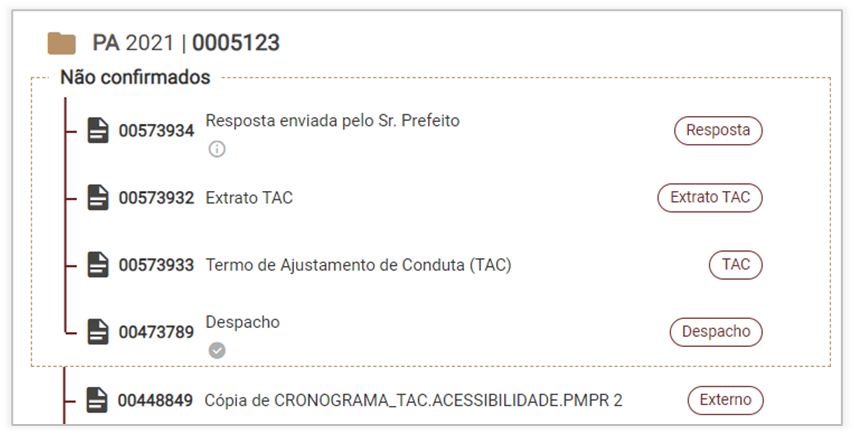 PA 2021 | 0005123
Não confirmados
00573934 Resposta enviada pelo Sr. Prefeito Resposta
00573932 Extrato TAC Extrato TAC
00573933 Termo de Ajustamento de Conduta (TAC) TAC
00473789 Despacho Despacho
00448849 Cópia de CRONOGRAMA_TAC.ACESSIBILIDADE.PMPR 2 Externo